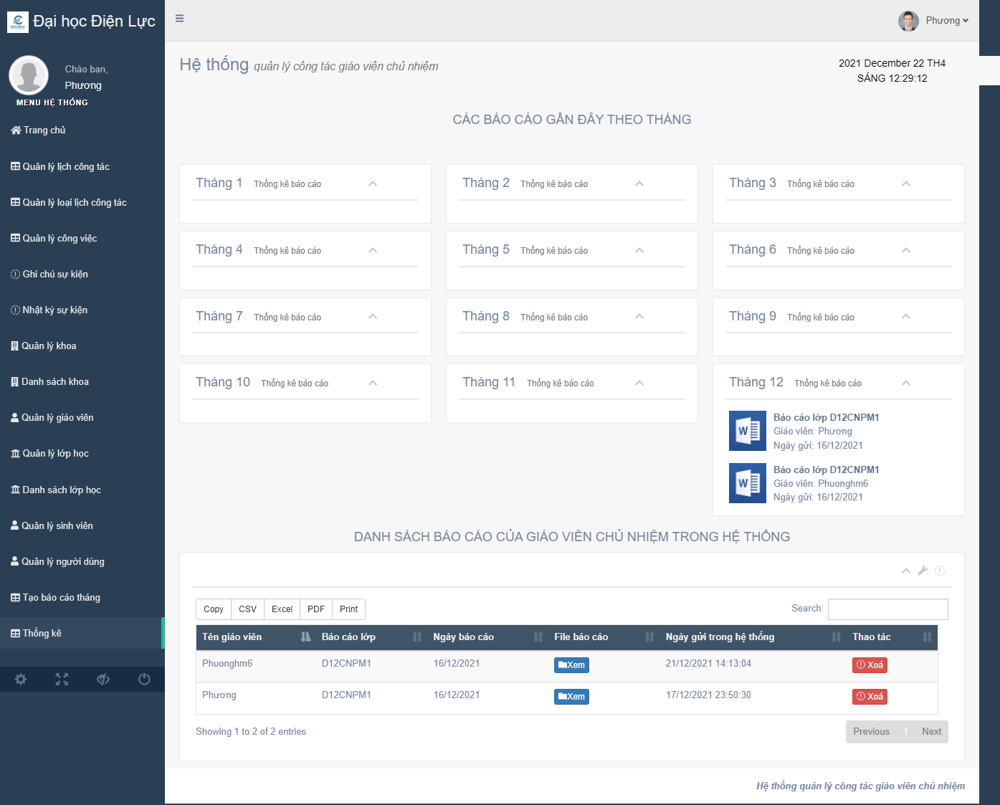 Đại học Điện Lực
Phương
Chào bạn,
Phương
MENU HỆ THỐNG
Trang chủ
Quản lý lịch công tác
Quản lý loại lịch công tác
Quản lý công việc
Ghi chú sự kiện
Nhật ký sự kiện
Quản lý khoa
Danh sách khoa
Quản lý giáo viên
Quản lý lớp học
Danh sách lớp học
Quản lý sinh viên
Quản lý người dùng
Tạo báo cáo tháng
Thống kê
Hệ thống quản lý công tác giáo viên chủ nhiệm
2021 December 22 TH4
SÁNG 12:29:12
CÁC BÁO CÁO GẦN ĐÂY THEO THÁNG
Tháng 1 Thống kê báo cáo
Tháng 2 Thống kê báo cáo
Tháng 3 Thống kê báo cáo
Tháng 4 Thống kê báo cáo
Tháng 5 Thống kê báo cáo
Tháng 6 Thống kê báo cáo
Tháng 7 Thống kê báo cáo
Tháng 8 Thống kê báo cáo
Tháng 9 Thống kê báo cáo
Tháng 10 Thống kê báo cáo
Tháng 11 Thống kê báo cáo
Tháng 12 Thống kê báo cáo
Báo cáo lớp D12CNPM1
Giáo viên: Phương
Ngày gửi: 16/12/2021
Báo cáo lớp D12CNPM1
Giáo viên: Phuonghm6
Ngày gửi: 16/12/2021
DANH SÁCH BÁO CÁO CỦA GIÁO VIÊN CHỦ NHIỆM TRONG HỆ THỐNG
Copy CSV Excel PDF Print Search:
Tên giáo viên Báo cáo lớp Ngày báo cáo File báo cáo Ngày gửi trong hệ thống Thao tác
Phuonghm6 D12CNPM1 16/12/2021 Xem 21/12/2021 14:13:04 Xoá
Phương D12CNPM1 16/12/2021 Xem 17/12/2021 23:50:30 Xoá
Showing 1 to 2 of 2 entries Previous 1 Next
Hệ thống quản lý công tác giáo viên chủ nhiệm